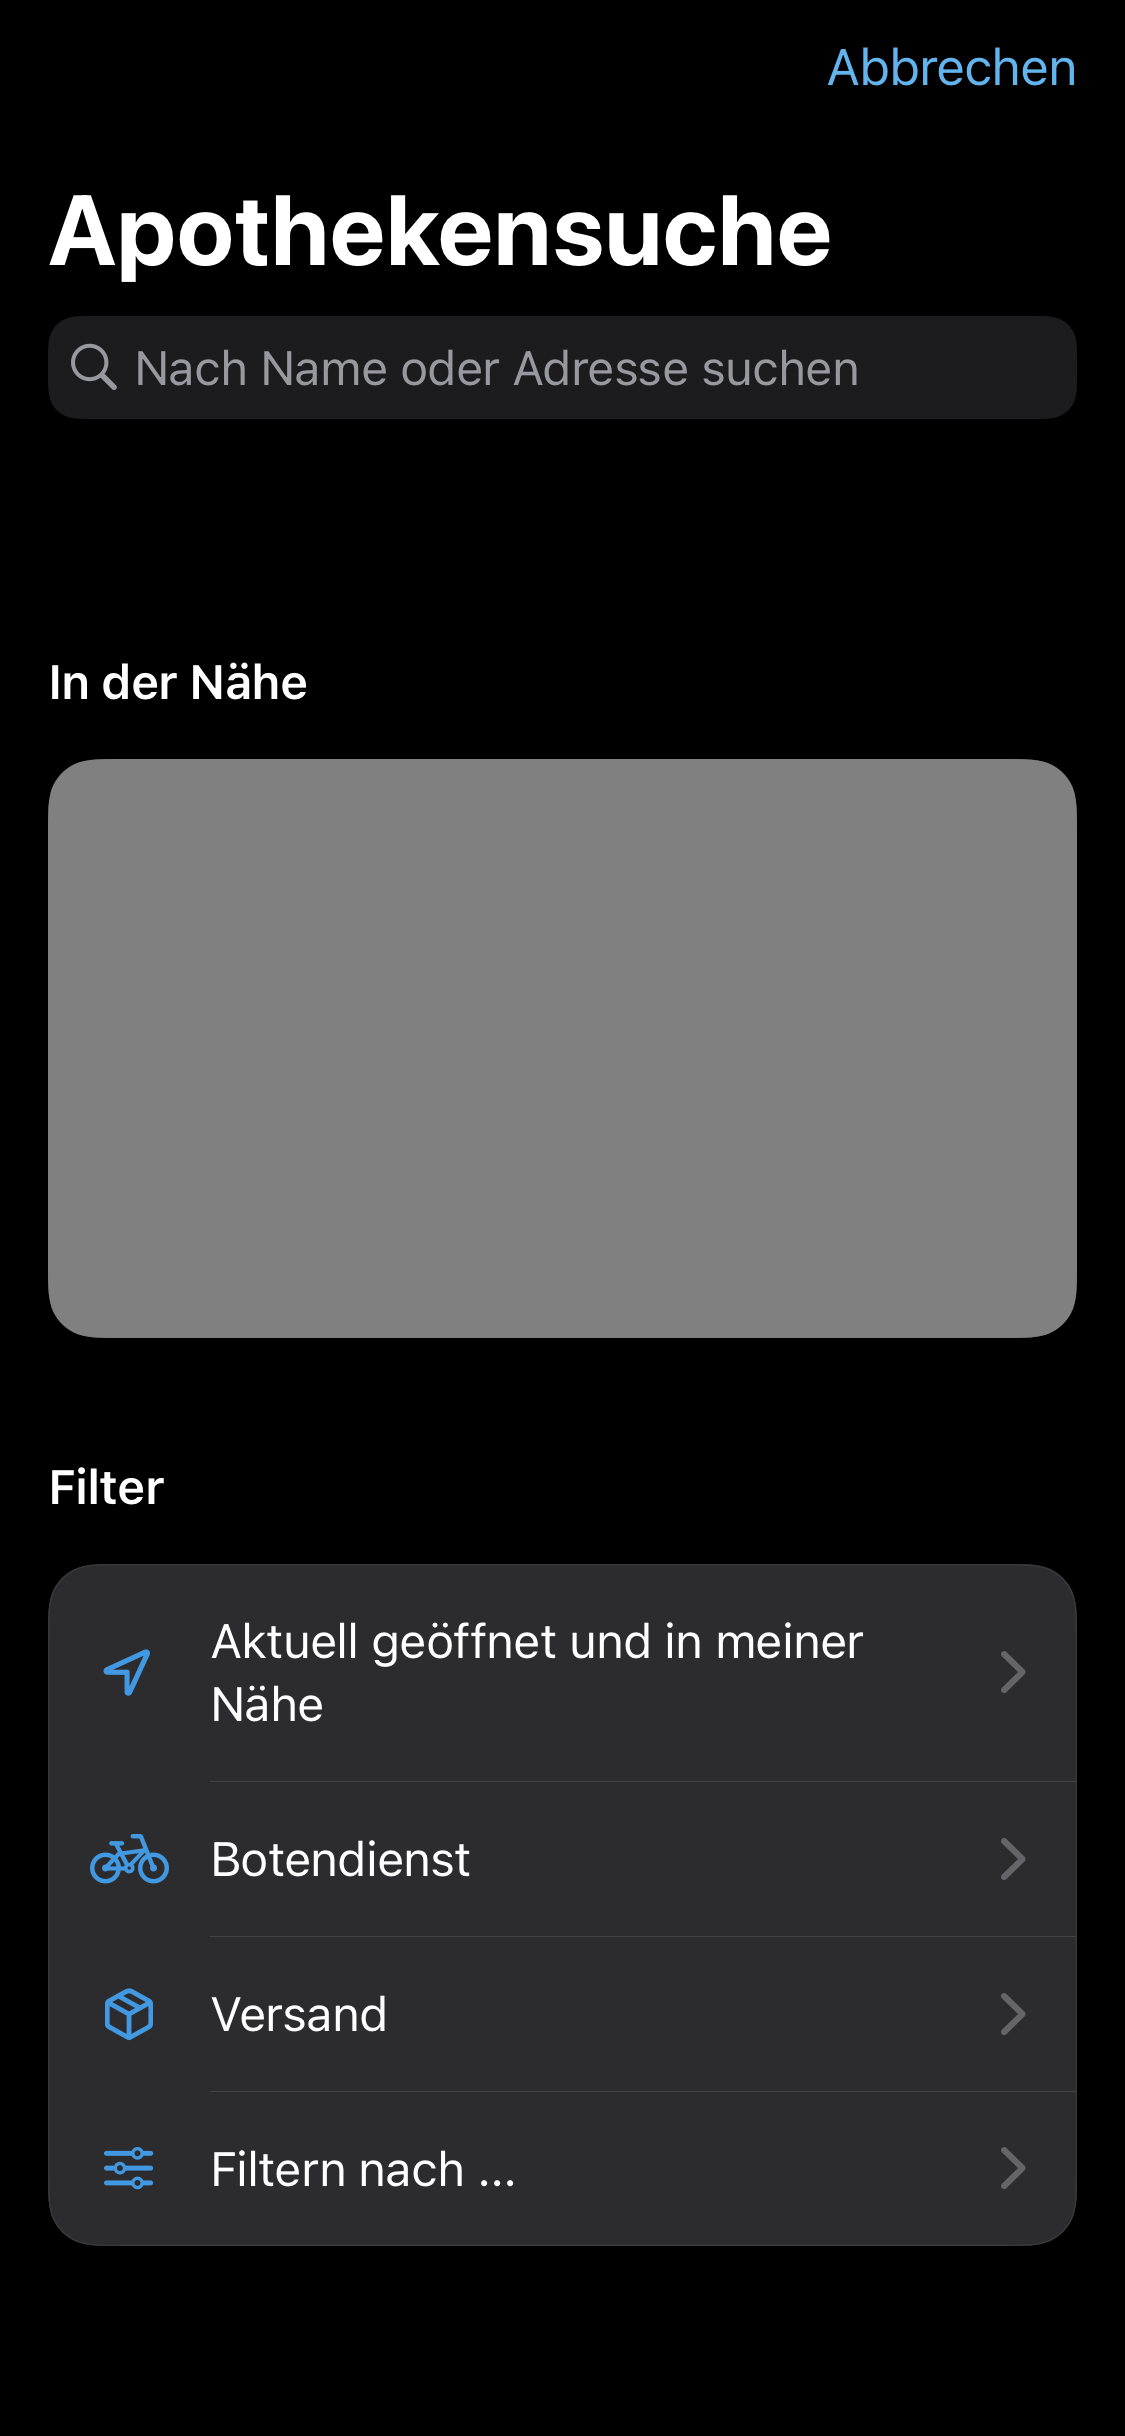 Abbrechen
Apothekensuche
Nach Name oder Adresse suchen
In der Nähe
Filter
Aktuell geöffnet und in meiner
Nähe
Botendienst
Versand
Filtern nach ...